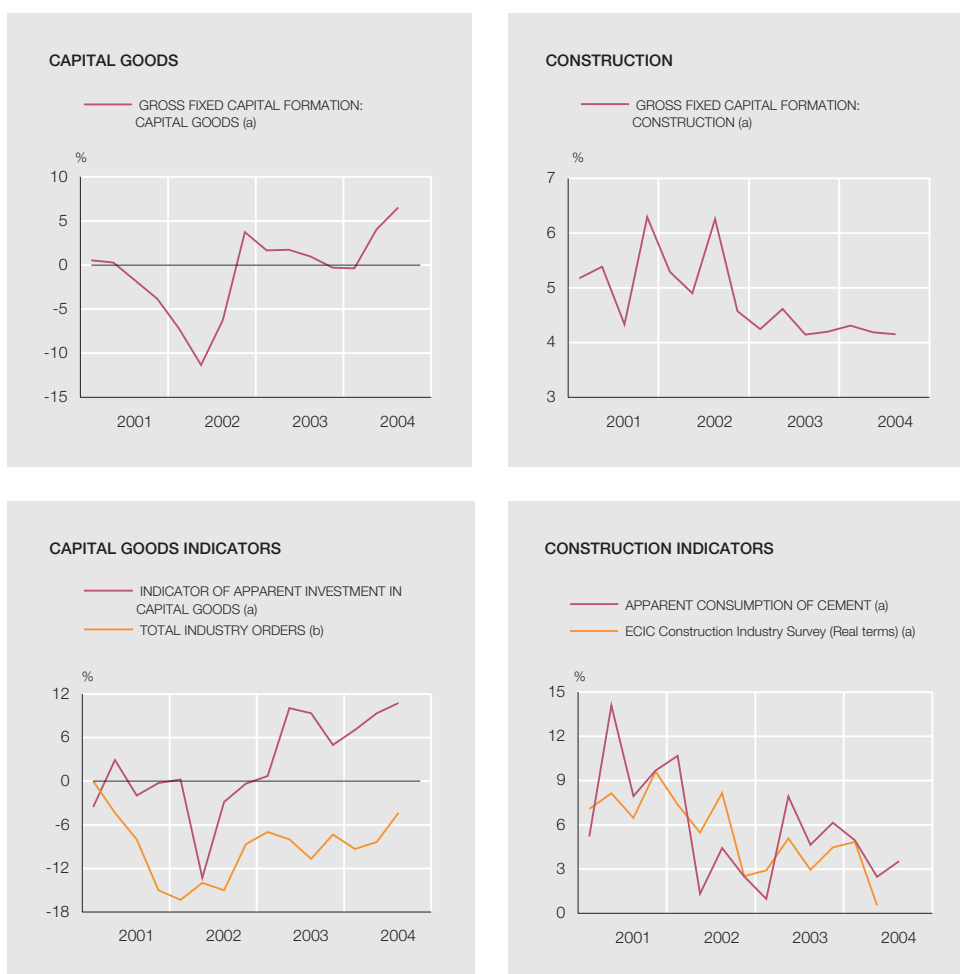 CAPITAL GOODS
GROSS FIXED CAPITAL FORMATION:
CAPITAL GOODS (a)
%
10
5
0
-5
-10
-15
2001 2002 2003 2004
CONSTRUCTION
GROSS FIXED CAPITAL FORMATION:
CONSTRUCTION (a)
%
7
6
5
4
3
2001 2002 2003 2004
CAPITAL GOODS INDICATORS
INDICATOR OF APPARENT INVESTMENT IN
CAPITAL GOODS (a)
TOTAL INDUSTRY ORDERS (b)
%
12
6
0
-6
-12
-18
2001 2002 2003 2004
CONSTRUCTION INDICATORS
APPARENT CONSUMPTION OF CEMENT (a)
ECIC Construction Industry Survey (Real terms) (a)
%
15
12
9
6
3
0
2001 2002 2003 2004